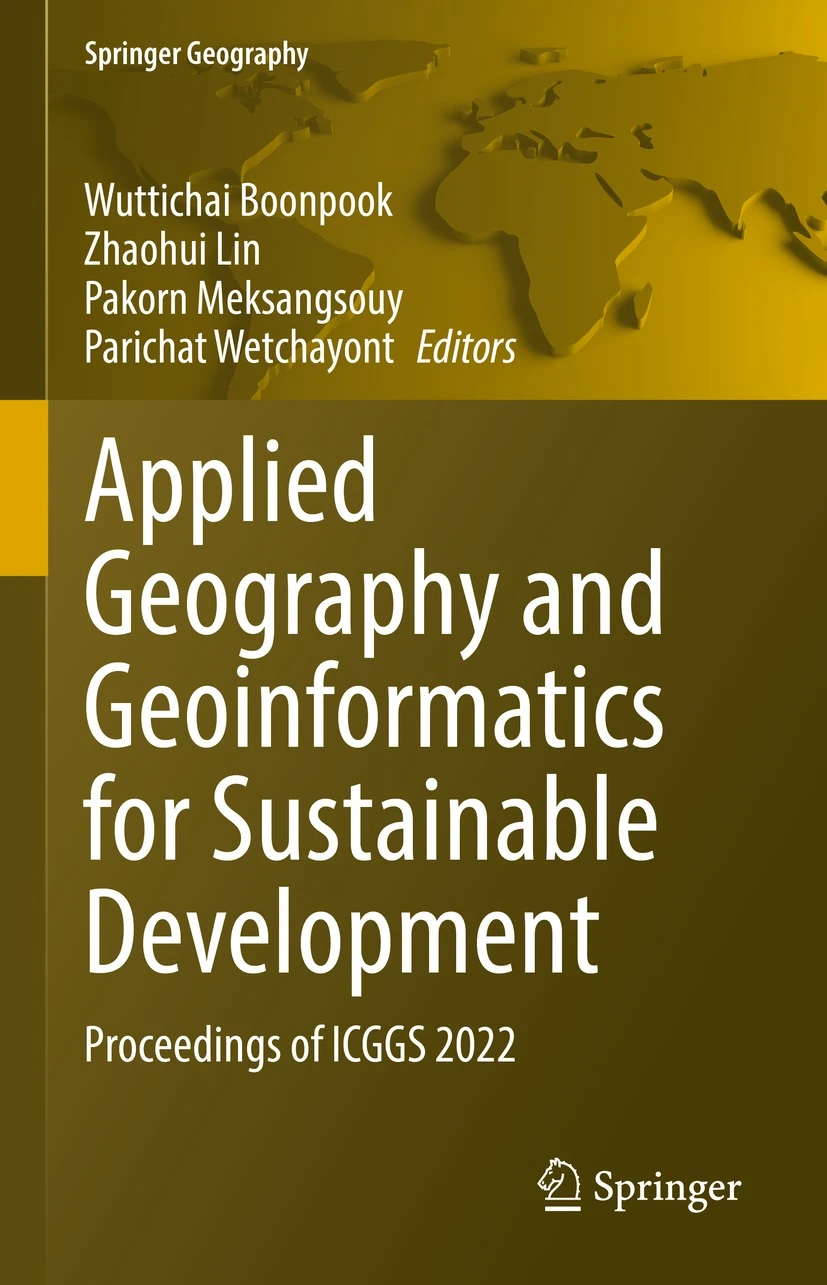 Springer Geography
Wuttichai Boonpook
Zhaohui Lin
Pakorn Meksangsouy
Parichat Wetchayont Editors
Applied
Geography and
Geoinformatics
for Sustainable
Development
Proceedings of ICGGS 2022
Springer